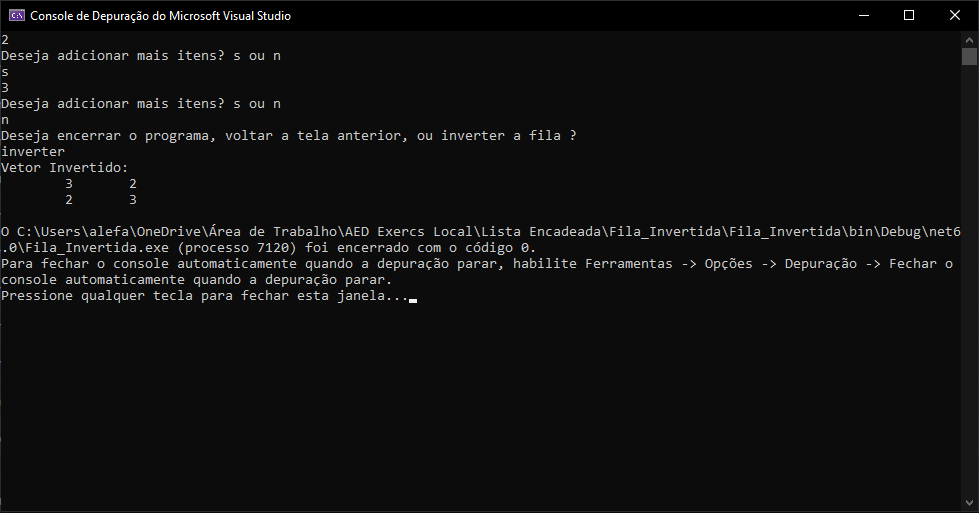 Console de Depuração do Microsoft Visual Studio
2
Deseja adicionar mais itens? s ou n
s
3
Deseja adicionar mais itens? s ou n
n
Deseja encerrar o programa, voltar a tela anterior, ou inverter a fila ?
inverter
Vetor Invertido:
3 2
2 3
O C:\Users\alefa\OneDrive\Área de Trabalho\AED Exercs Local\Lista Encadeada\Fila_Invertida\Fila_Invertida\bin\Debug\net6
.0\Fila_Invertida.exe (processo 7120) foi encerrado com o código 0.
Para fechar o console automaticamente quando a depuração parar, habilite Ferramentas -> Opções -> Depuração -> Fechar o
console automaticamente quando a depuração parar.
Pressione qualquer tecla para fechar esta janela...